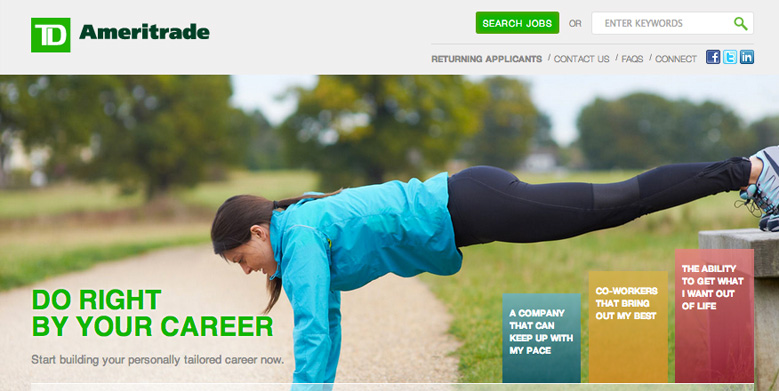 TD Ameritrade
SEARCH JOBS OR ENTER KEYWORDS
RETURNING APPLICANTS / CONTACT US / FAQS / CONNECT f t in
DO RIGHT
BY YOUR CAREER
Start building your personally tailored career now.
A COMPANY
THAT CAN
KEEP UP WITH
MY PACE
CO-WORKERS
THAT BRING
OUT MY BEST
THE ABILITY
TO GET WHAT
I WANT OUT
OF LIFE